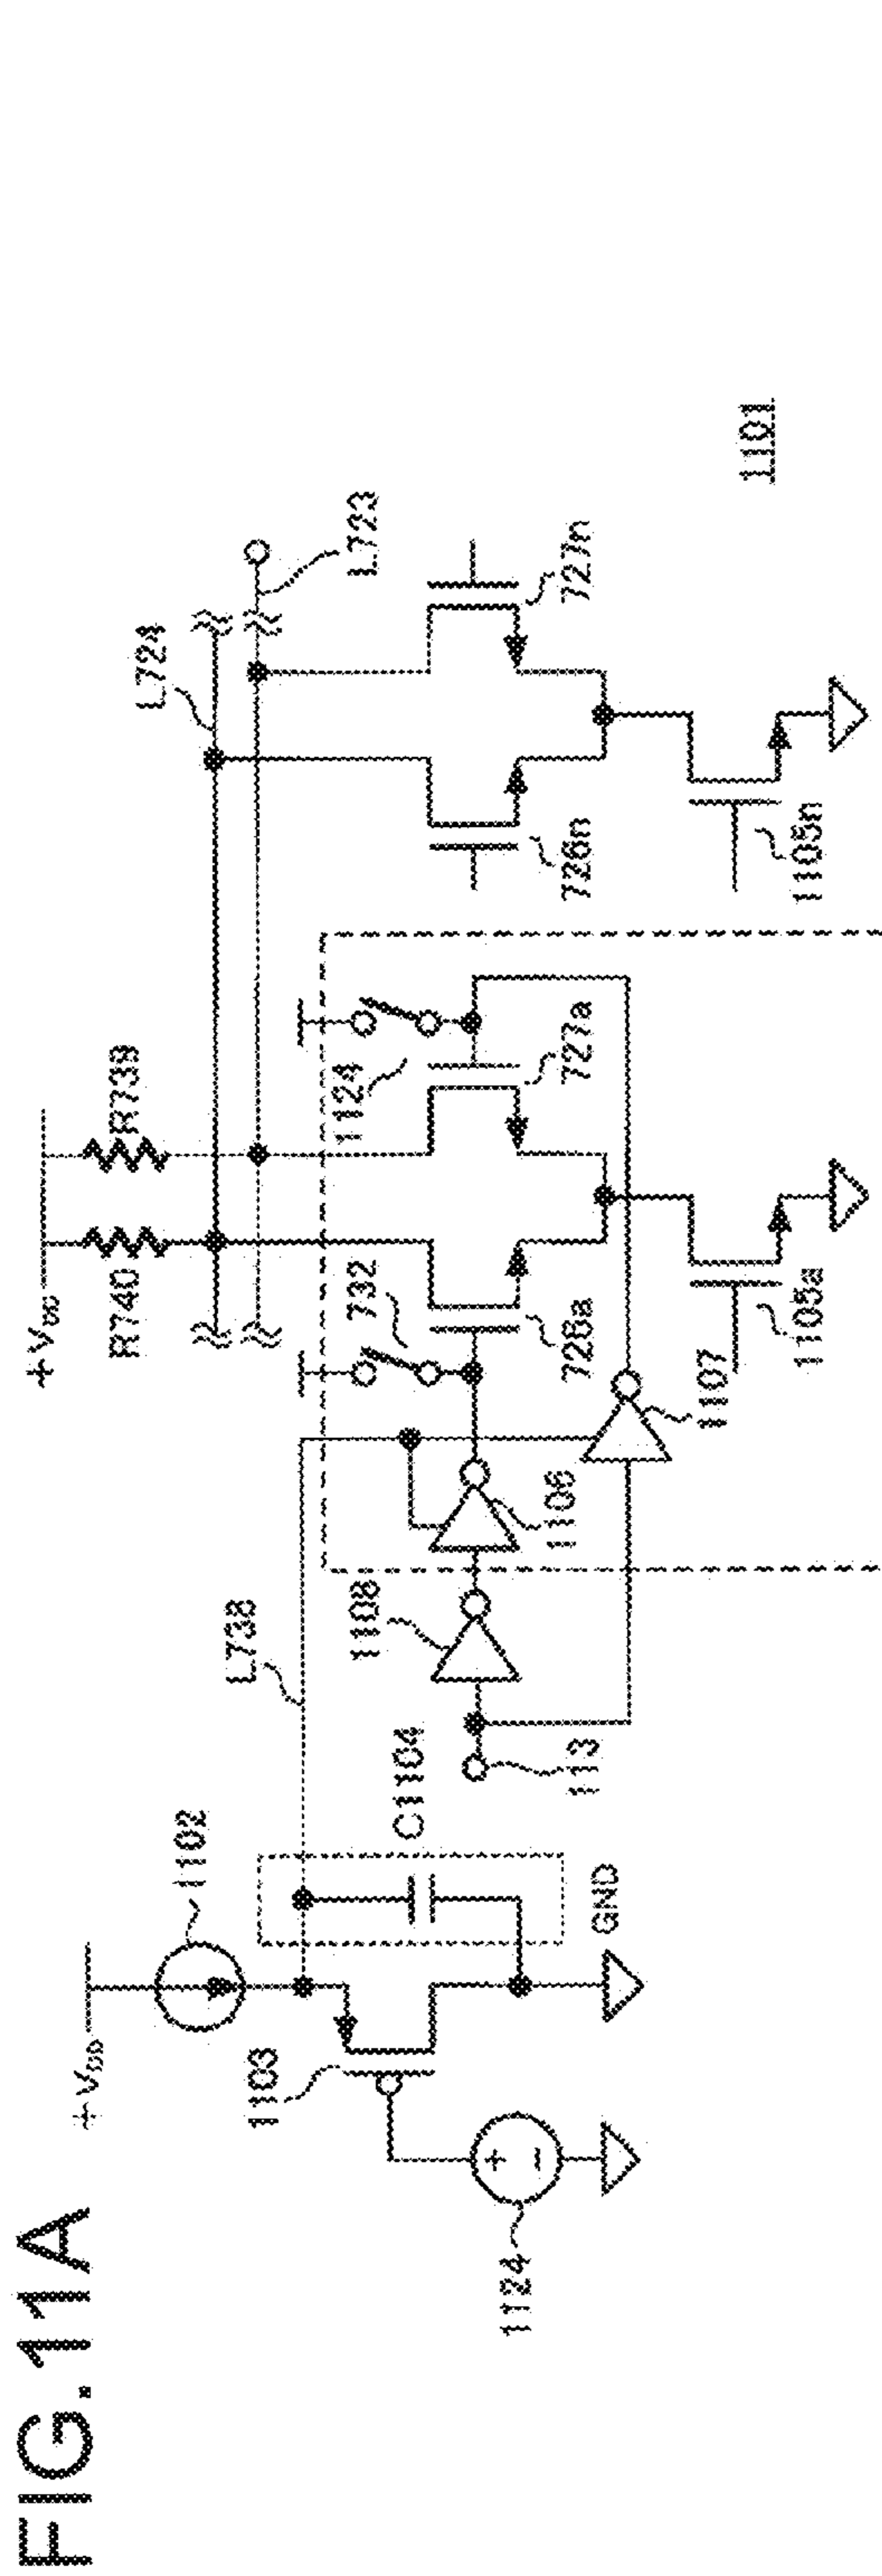 FIG. 11A
+VDD
1102
1103
1124
GND
C1104
L738
113
1108
1106
1107
+VDD
R740
R739
732
726a
1124
727a
1105a
L724
L723
726n
727n
1105n
1101